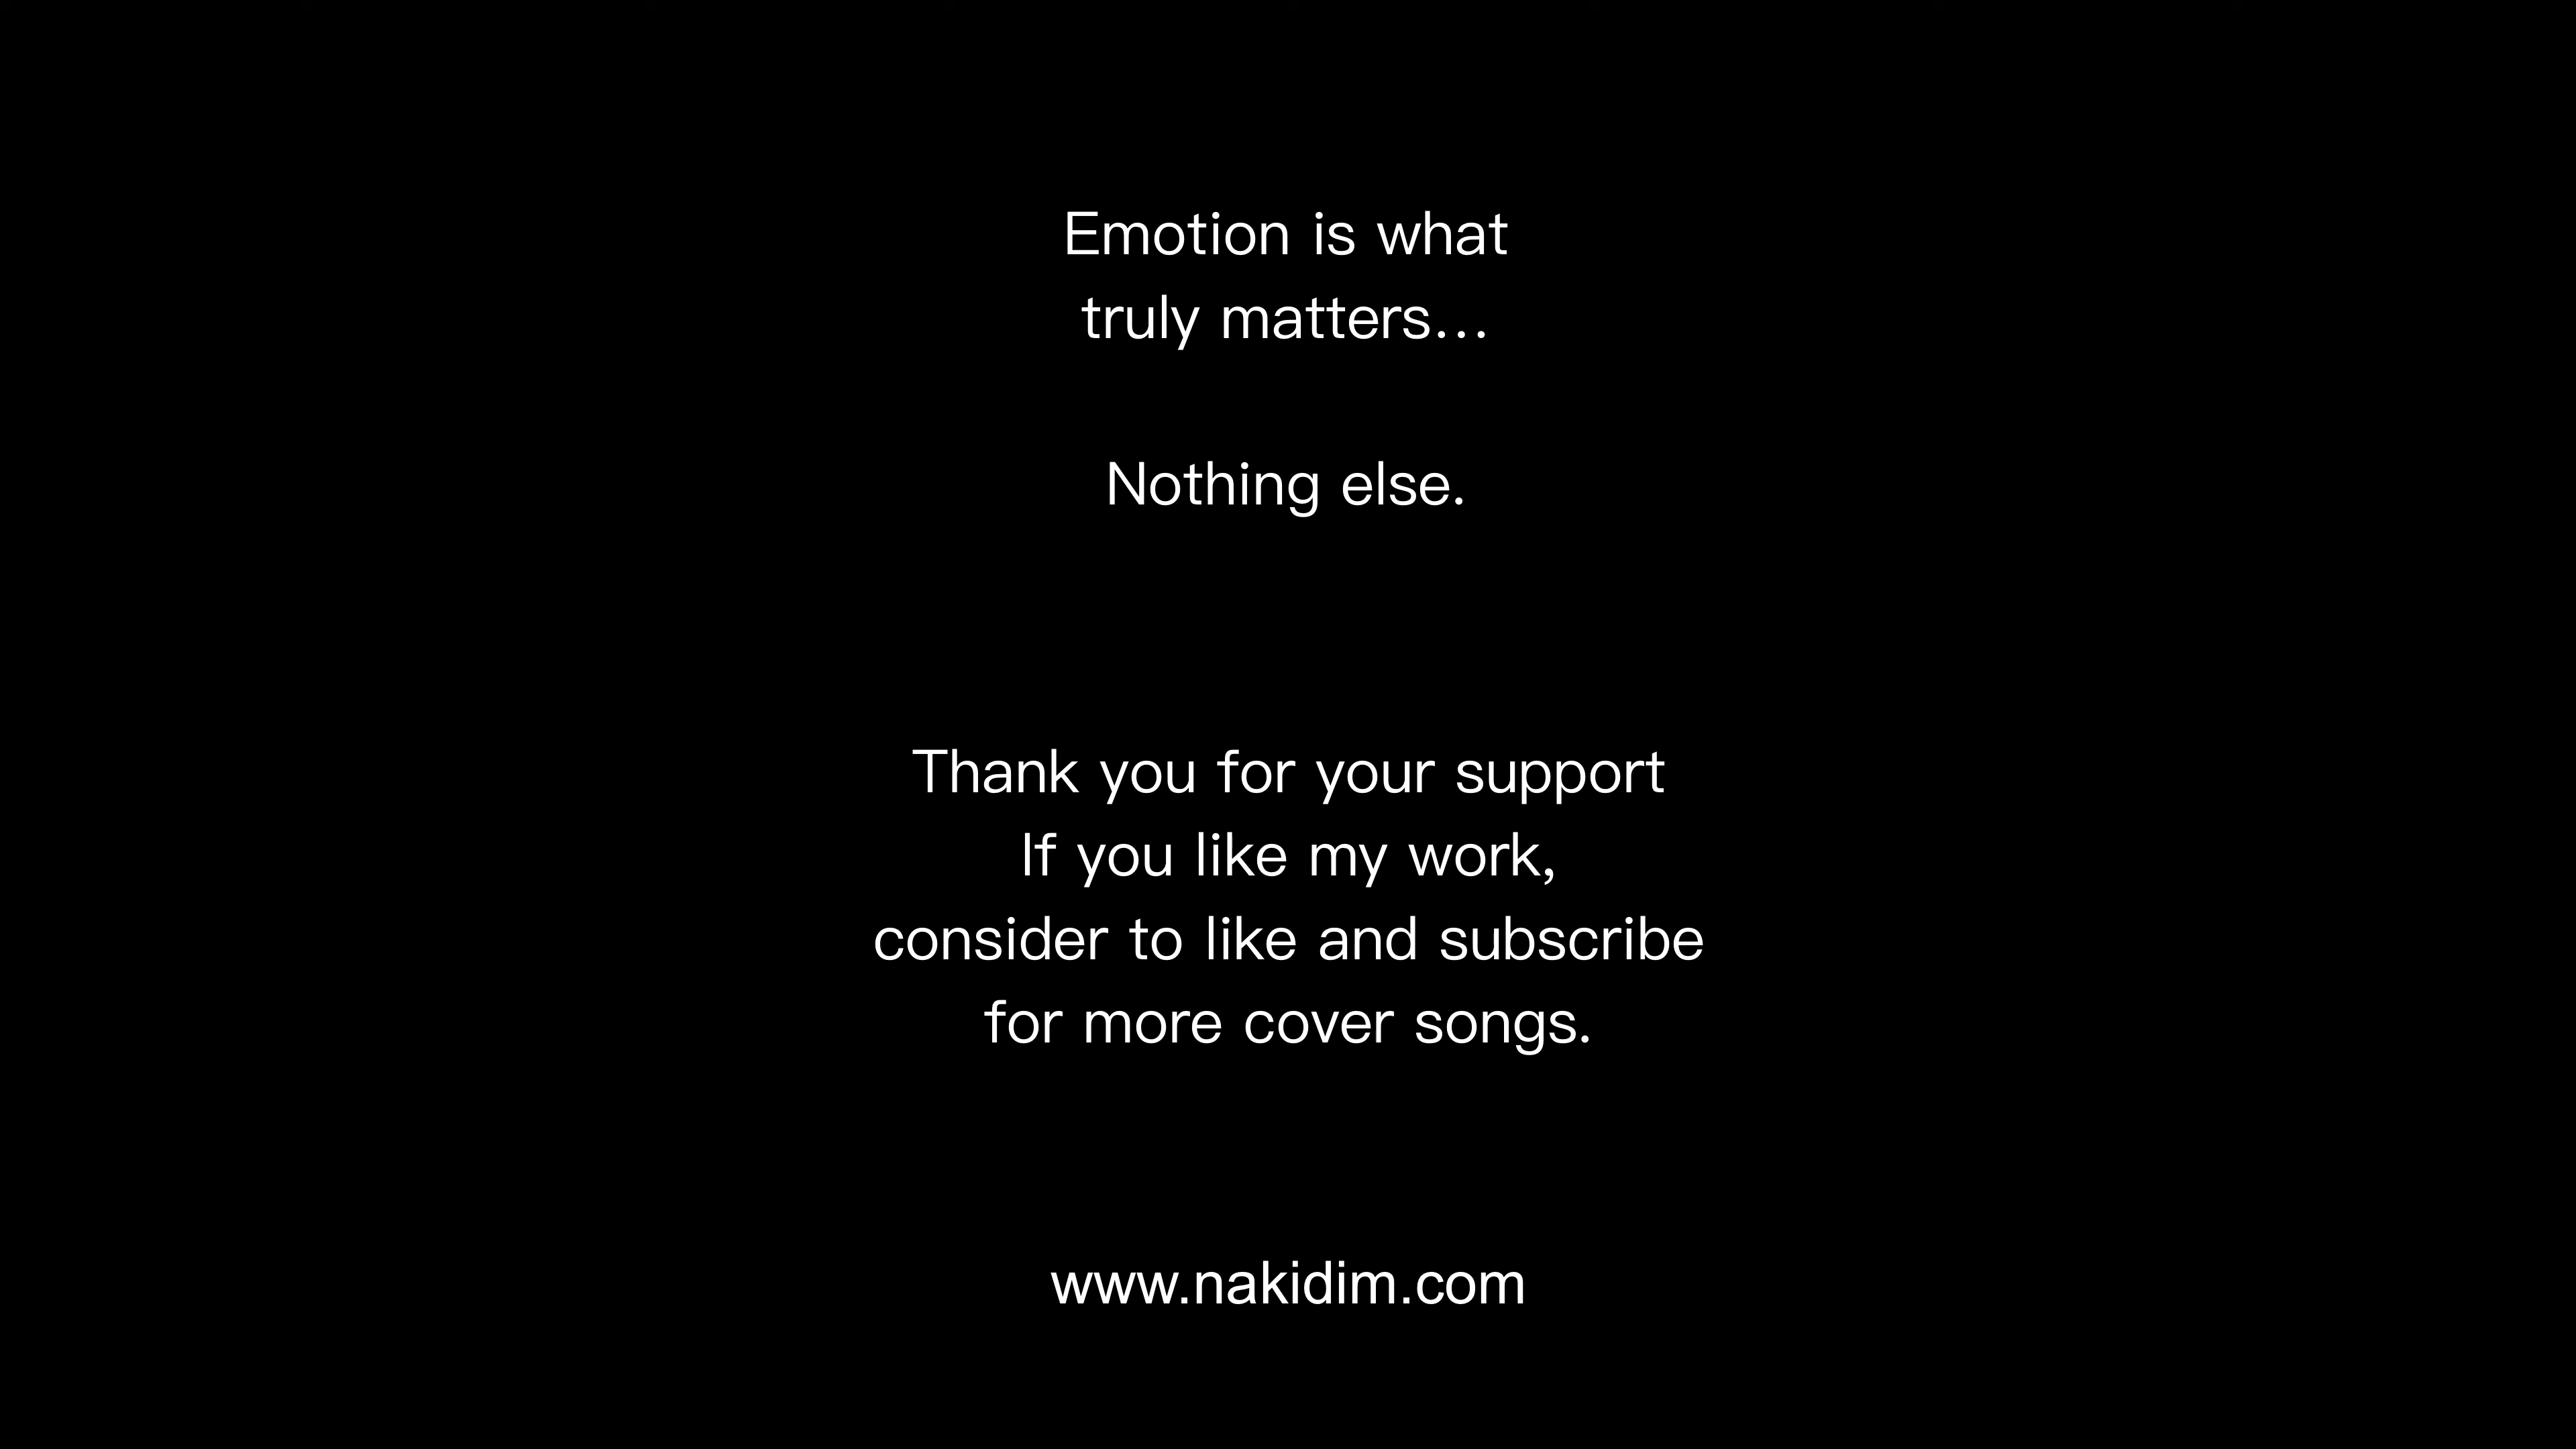 Emotion is what
truly matters...
Nothing else.
Thank you for your support
If you like my work,
consider to like and subscribe
for more cover songs.
www.nakidim.com